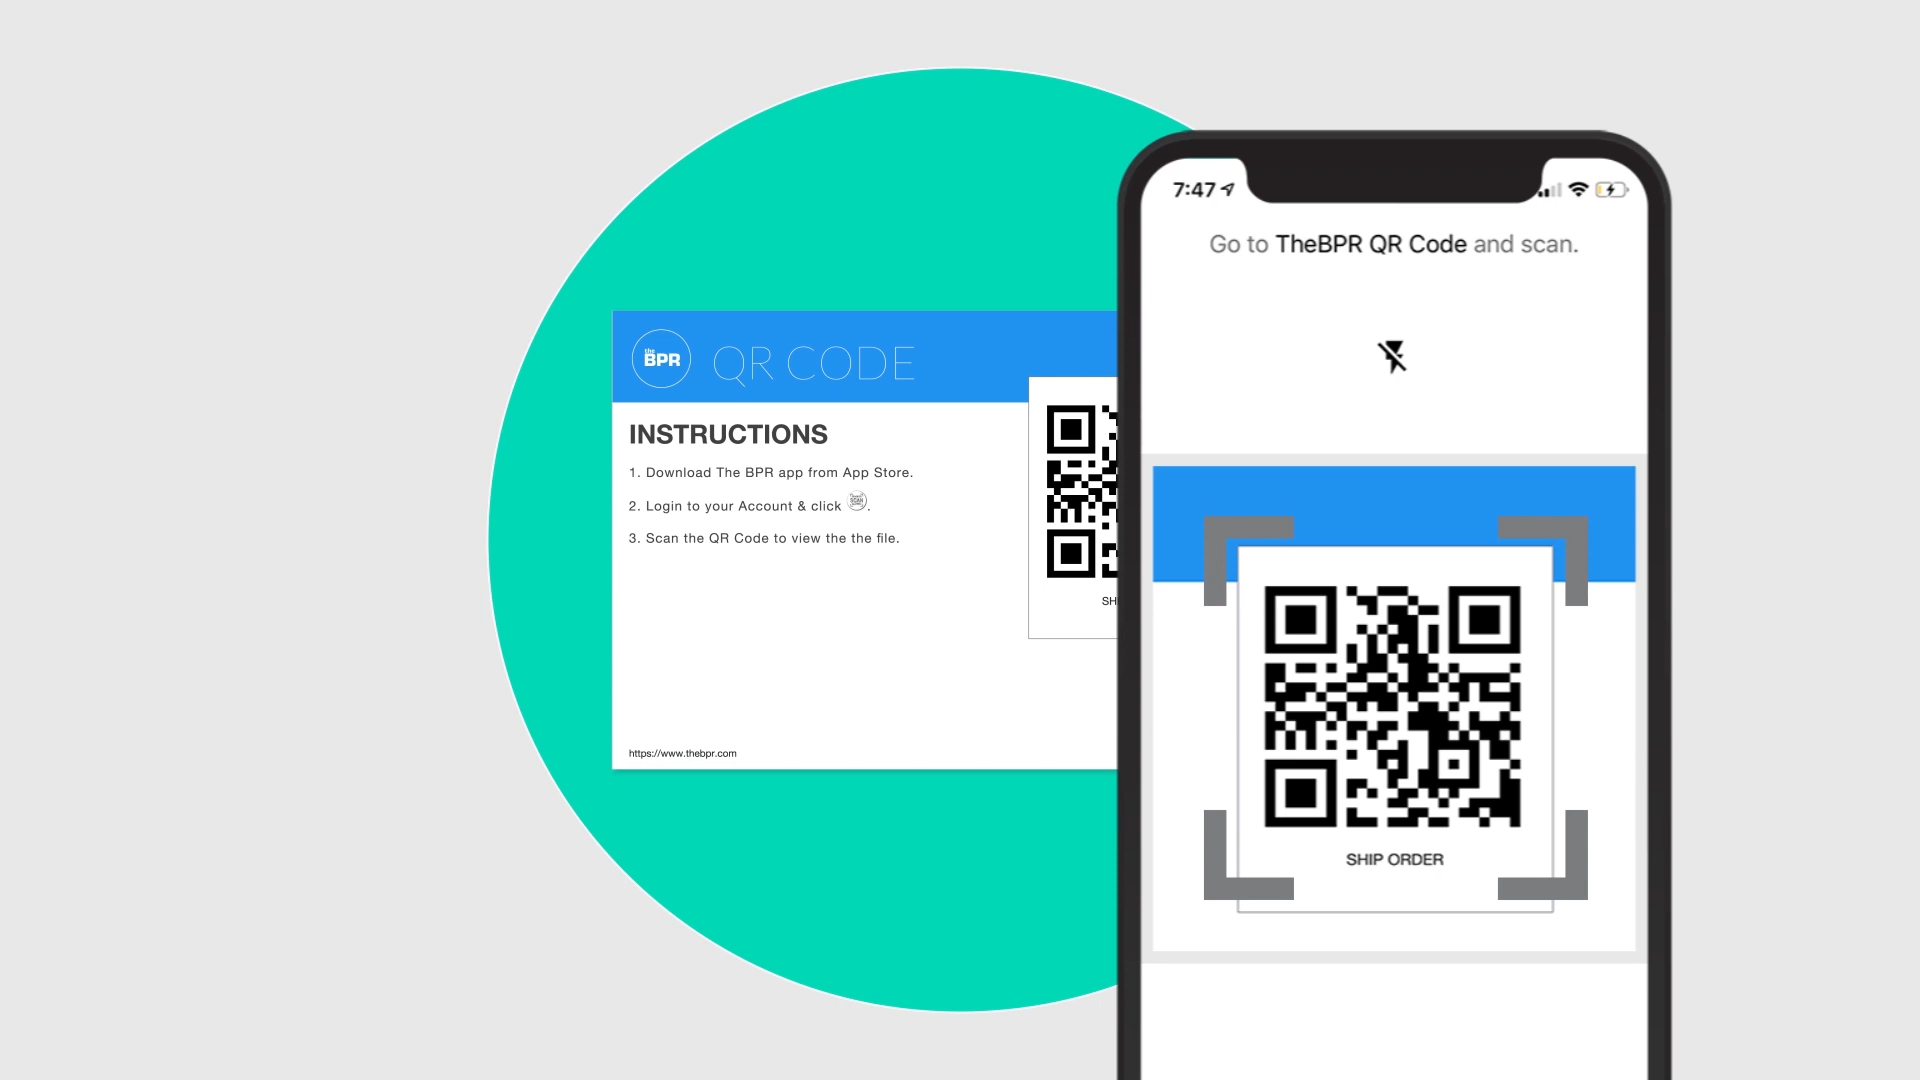 the
BPR
QR CODE
INSTRUCTIONS
1. Download The BPR app from App Store.
2. Login to your Account & click SCAN.
3. Scan the QR Code to view the the file.
SH
https://www.thebpr.com
7:47
Go to TheBPR QR Code and scan.
SHIP ORDER